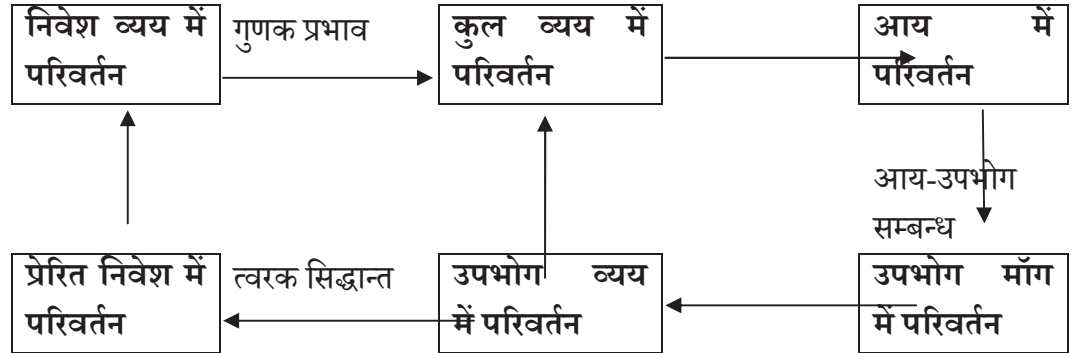 निवेश व्यय में
परिवर्तन
गुणक प्रभाव
कुल व्यय में
परिवर्तन
आय में
परिवर्तन
आय-उपभोग
सम्बन्ध
प्रेरित निवेश में
परिवर्तन
त्वरक सिद्धान्त
उपभोग व्यय
में परिवर्तन
उपभोग मॉग
में परिवर्तन